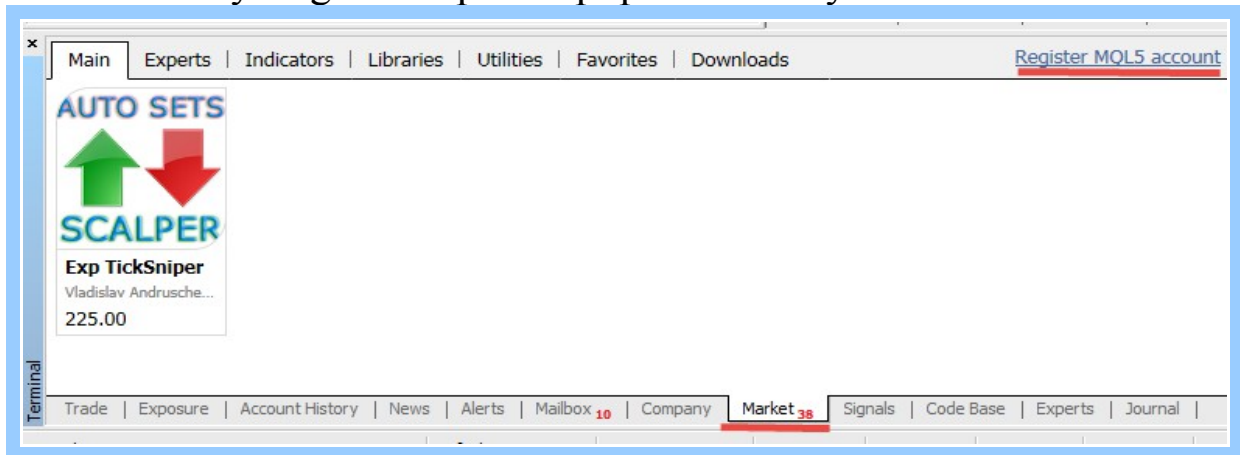 Main | Experts | Indicators | Libraries | Utilities | Favorites | Downloads Register MQL5 account
AUTO SETS
SCALPER
Exp TickSniper
Vladislav Andrusche...
225.00
Terminal
Trade | Exposure | Account History | News | Alerts | Mailbox 10 | Company Market 38 Signals | Code Base | Experts | Journal |